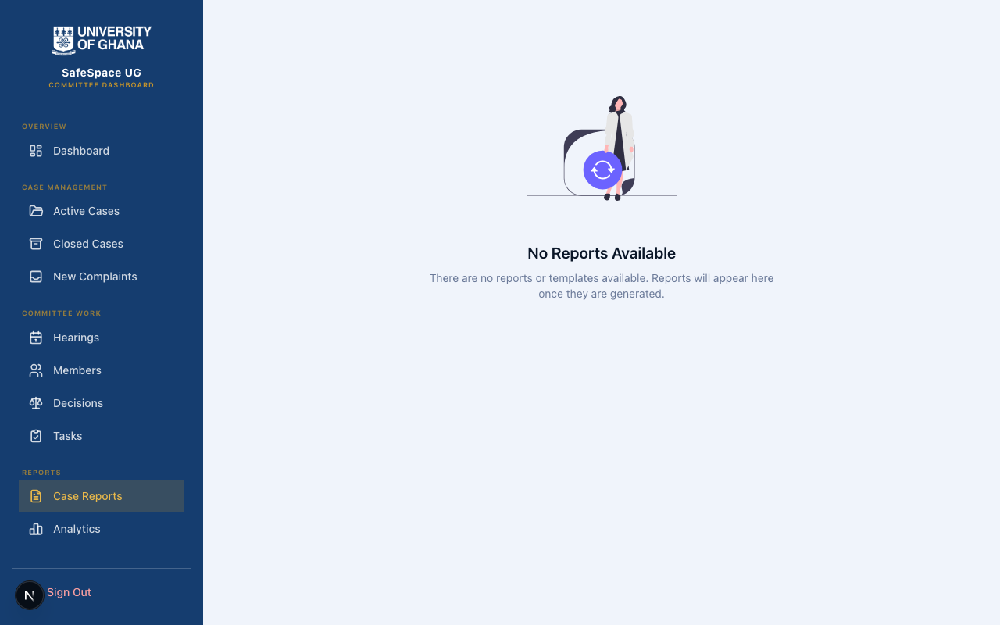 UNIVERSITY
OF GHANA
SafeSpace UG
COMMITTEE DASHBOARD
OVERVIEW
Dashboard
CASE MANAGEMENT
Active Cases
Closed Cases
New Complaints
COMMITTEE WORK
Hearings
Members
Decisions
Tasks
REPORTS
Case Reports
Analytics
N
Sign Out
No Reports Available
There are no reports or templates available. Reports will appear here
once they are generated.